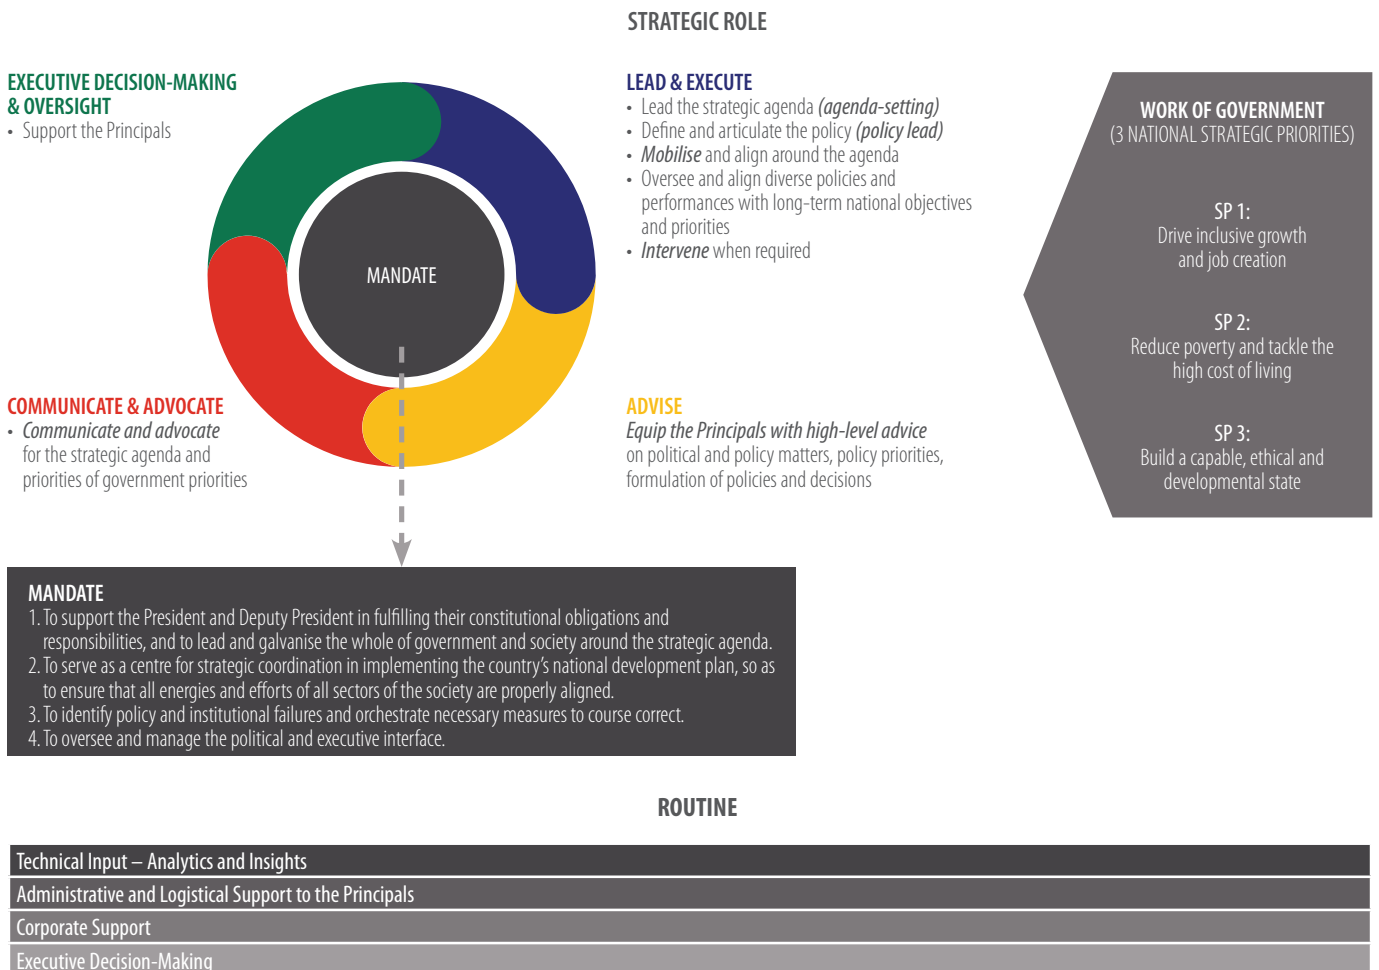 STRATEGIC ROLE
EXECUTIVE DECISION-MAKING
& OVERSIGHT
• Support the Principals
LEAD & EXECUTE
• Lead the strategic agenda (agenda-setting)
• Define and articulate the policy (policy lead)
• Mobilise and align around the agenda
• Oversee and align diverse policies and
performances with long-term national objectives
and priorities
• Intervene when required
WORK OF GOVERNMENT
(3 NATIONAL STRATEGIC PRIORITIES)
SP 1:
Drive inclusive growth
and job creation
SP 2:
Reduce poverty and tackle the
high cost of living
SP 3:
Build a capable, ethical and
developmental state
MANDATE
COMMUNICATE & ADVOCATE
• Communicate and advocate
for the strategic agenda and
priorities of government priorities
ADVISE
Equip the Principals with high-level advice
on political and policy matters, policy priorities,
formulation of policies and decisions
MANDATE
1. To support the President and Deputy President in fulfilling their constitutional obligations and
responsibilities, and to lead and galvanise the whole of government and society around the strategic agenda.
2. To serve as a centre for strategic coordination in implementing the country's national development plan, so as
to ensure that all energies and efforts of all sectors of the society are properly aligned.
3. To identify policy and institutional failures and orchestrate necessary measures to course correct.
4. To oversee and manage the political and executive interface.
ROUTINE
Technical Input – Analytics and Insights
Administrative and Logistical Support to the Principals
Corporate Support
Executive Decision-Making